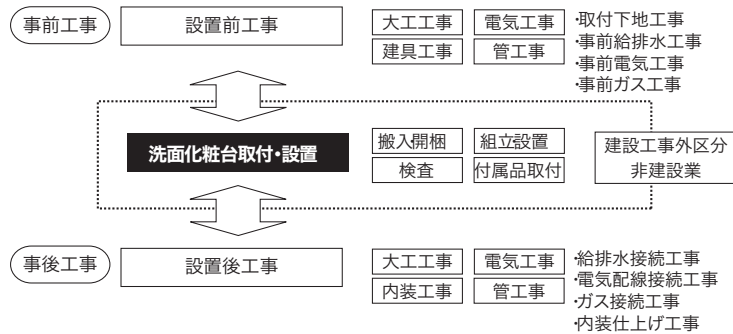 事前工事
設置前工事
大工工事 電気工事
建具工事 管工事
・取付下地工事
・事前給排水工事
・事前電気工事
・事前ガス工事
洗面化粧台取付・設置
搬入開梱 組立設置
検査 付属品取付
建設工事外区分
非建設業
事後工事
設置後工事
大工工事 電気工事
内装工事 管工事
・給排水接続工事
・電気配線接続工事
・ガス接続工事
・内装仕上げ工事